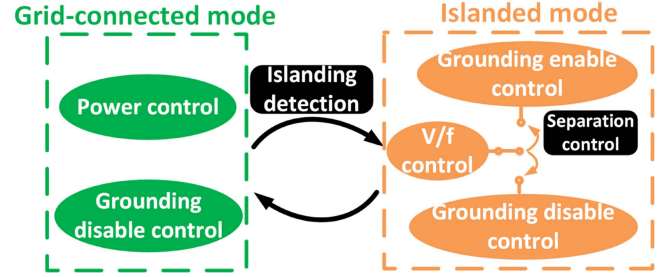 Grid-connected mode
Islanded mode
Power control
Grounding
disable control
Islanding
detection
Grounding enable
control
V/f
control
Separation
control
Grounding disable
control